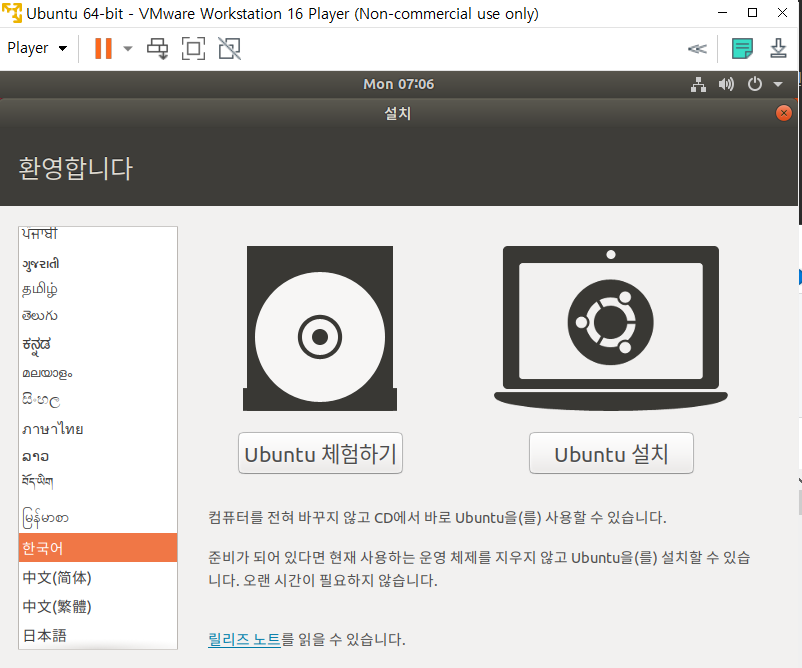 Ubuntu 64-bit - VMware Workstation 16 Player (Non-commercial use only)
Player
Mon 07:06
설치
환영합니다
ਪੰਜਾਬੀ
ગુજરાતી
தமிழ்
తెలుగు
ಕನ್ನಡ
മലയാളം
සිංහල
ภาษาไทย
ລາວ
བོད་ཡིག
မြန်မာစာ
한국어
中文(简体)
中文(繁體)
日本語
Ubuntu 체험하기
Ubuntu 설치
컴퓨터를 전혀 바꾸지 않고 CD에서 바로 Ubuntu을(를) 사용할 수 있습니다.
준비가 되어 있다면 현재 사용하는 운영 체제를 지우지 않고 Ubuntu을(를) 설치할 수 있습
니다. 오랜 시간이 필요하지 않습니다.
릴리즈 노트를 읽을 수 있습니다.